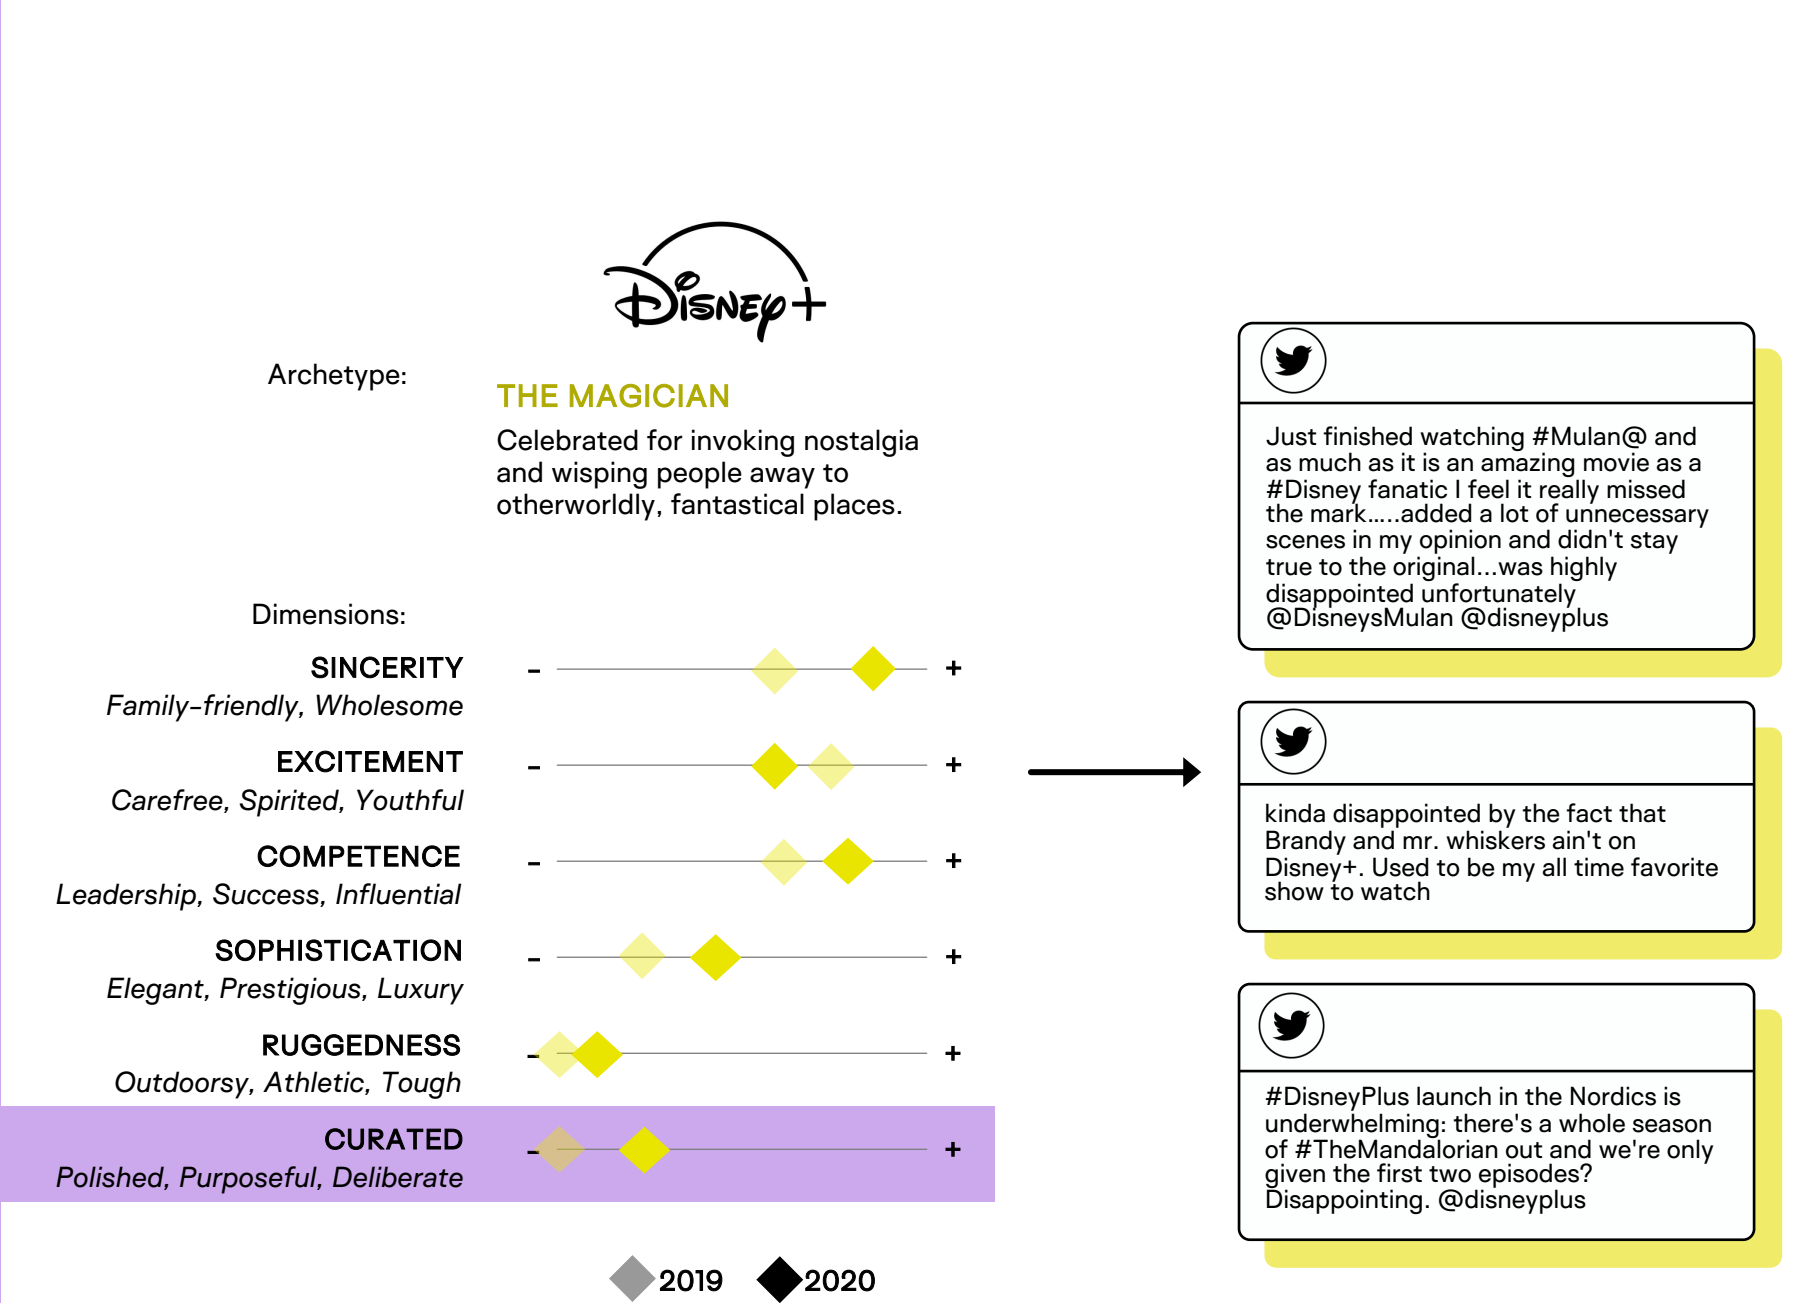 Disney+
Archetype:
THE MAGICIAN
Celebrated for invoking nostalgia
and wisping people away to
otherworldly, fantastical places.
Dimensions:
SINCERITY
Family-friendly, Wholesome
- +
EXCITEMENT
Carefree, Spirited, Youthful
- +
COMPETENCE
Leadership, Success, Influential
- +
SOPHISTICATION
Elegant, Prestigious, Luxury
- +
RUGGEDNESS
Outdoorsy, Athletic, Tough
- +
CURATED
Polished, Purposeful, Deliberate
- +
2019 2020
Just finished watching #Mulan@ and
as much as it is an amazing movie as a
#Disney fanatic I feel it really missed
the mark.....added a lot of unnecessary
scenes in my opinion and didn't stay
true to the original...was highly
disappointed unfortunately
@DisneysMulan @disneyplus
kinda disappointed by the fact that
Brandy and mr. whiskers ain't on
Disney+. Used to be my all time favorite
show to watch
#DisneyPlus launch in the Nordics is
underwhelming: there's a whole season
of #TheMandalorian out and we're only
given the first two episodes?
Disappointing. @disneyplus